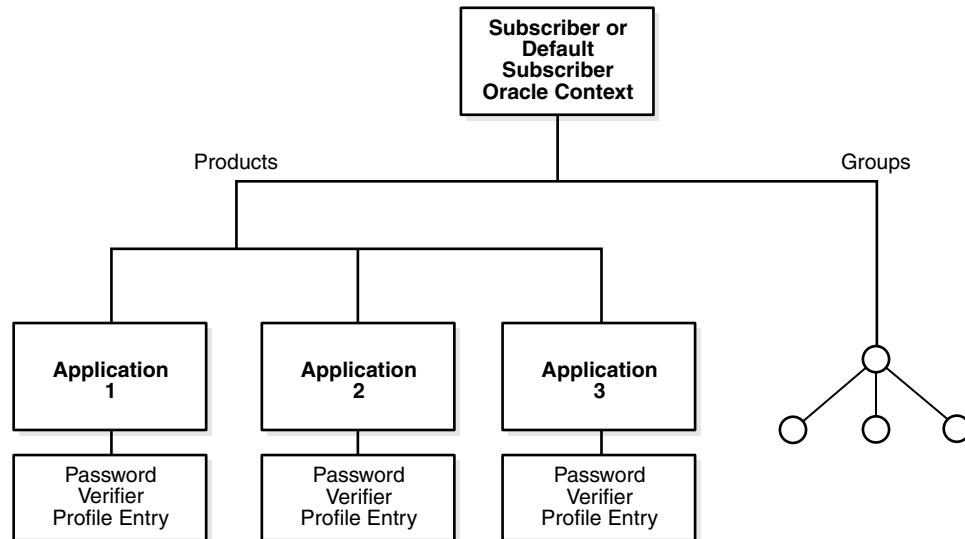 Subscriber or
Default
Subscriber
Oracle Context
Products
Groups
Application
1
Application
2
Application
3
Password
Verifier
Profile Entry
Password
Verifier
Profile Entry
Password
Verifier
Profile Entry